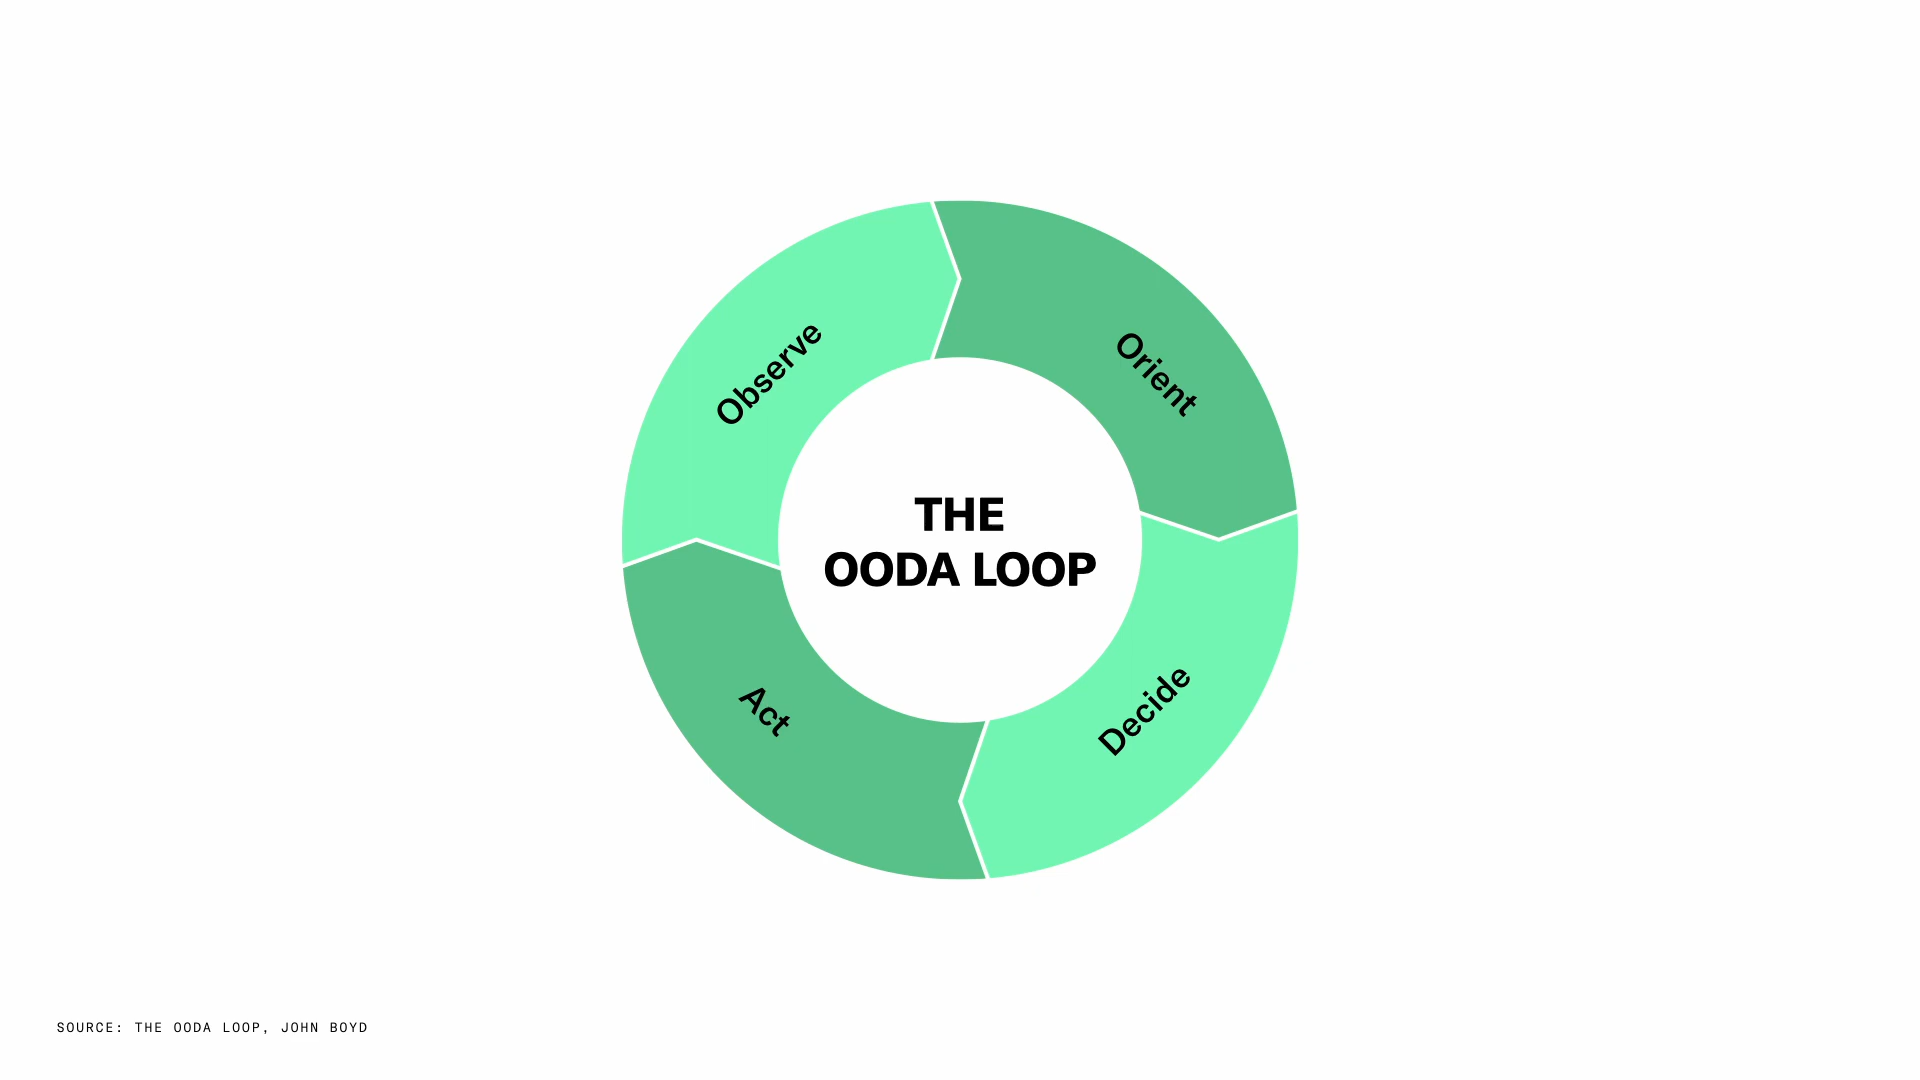 Observe
Orient
THE
OODA LOOP
Decide
Act
SOURCE: THE OODA LOOP, JOHN BOYD